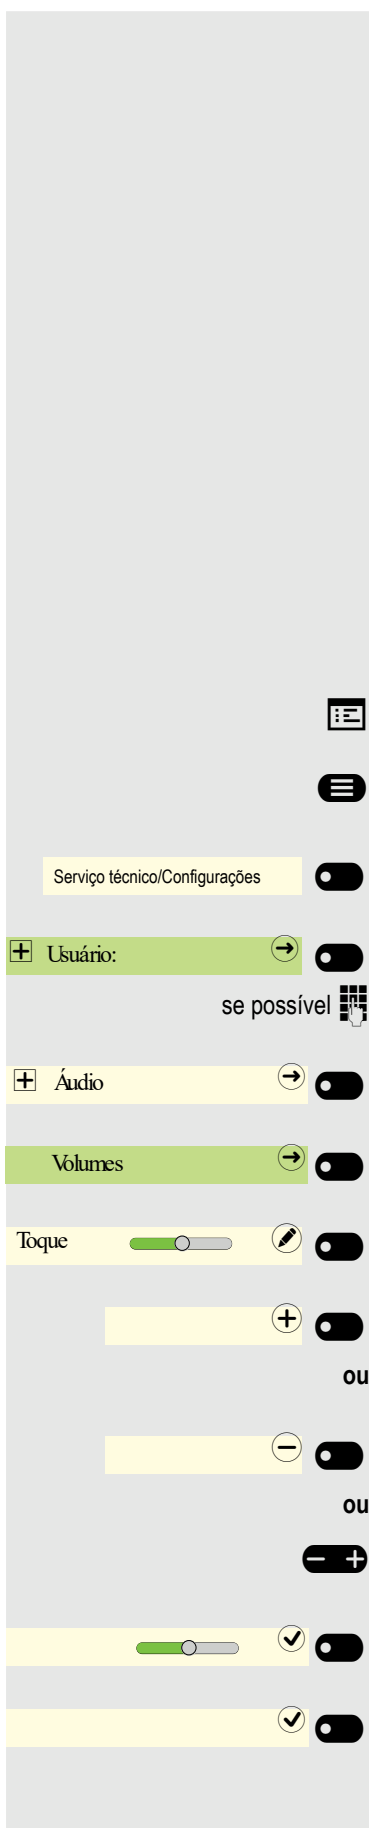 Serviço técnico/Configurações
Usuário:
se possível
Áudio
Volumes
Toque
ou
ou